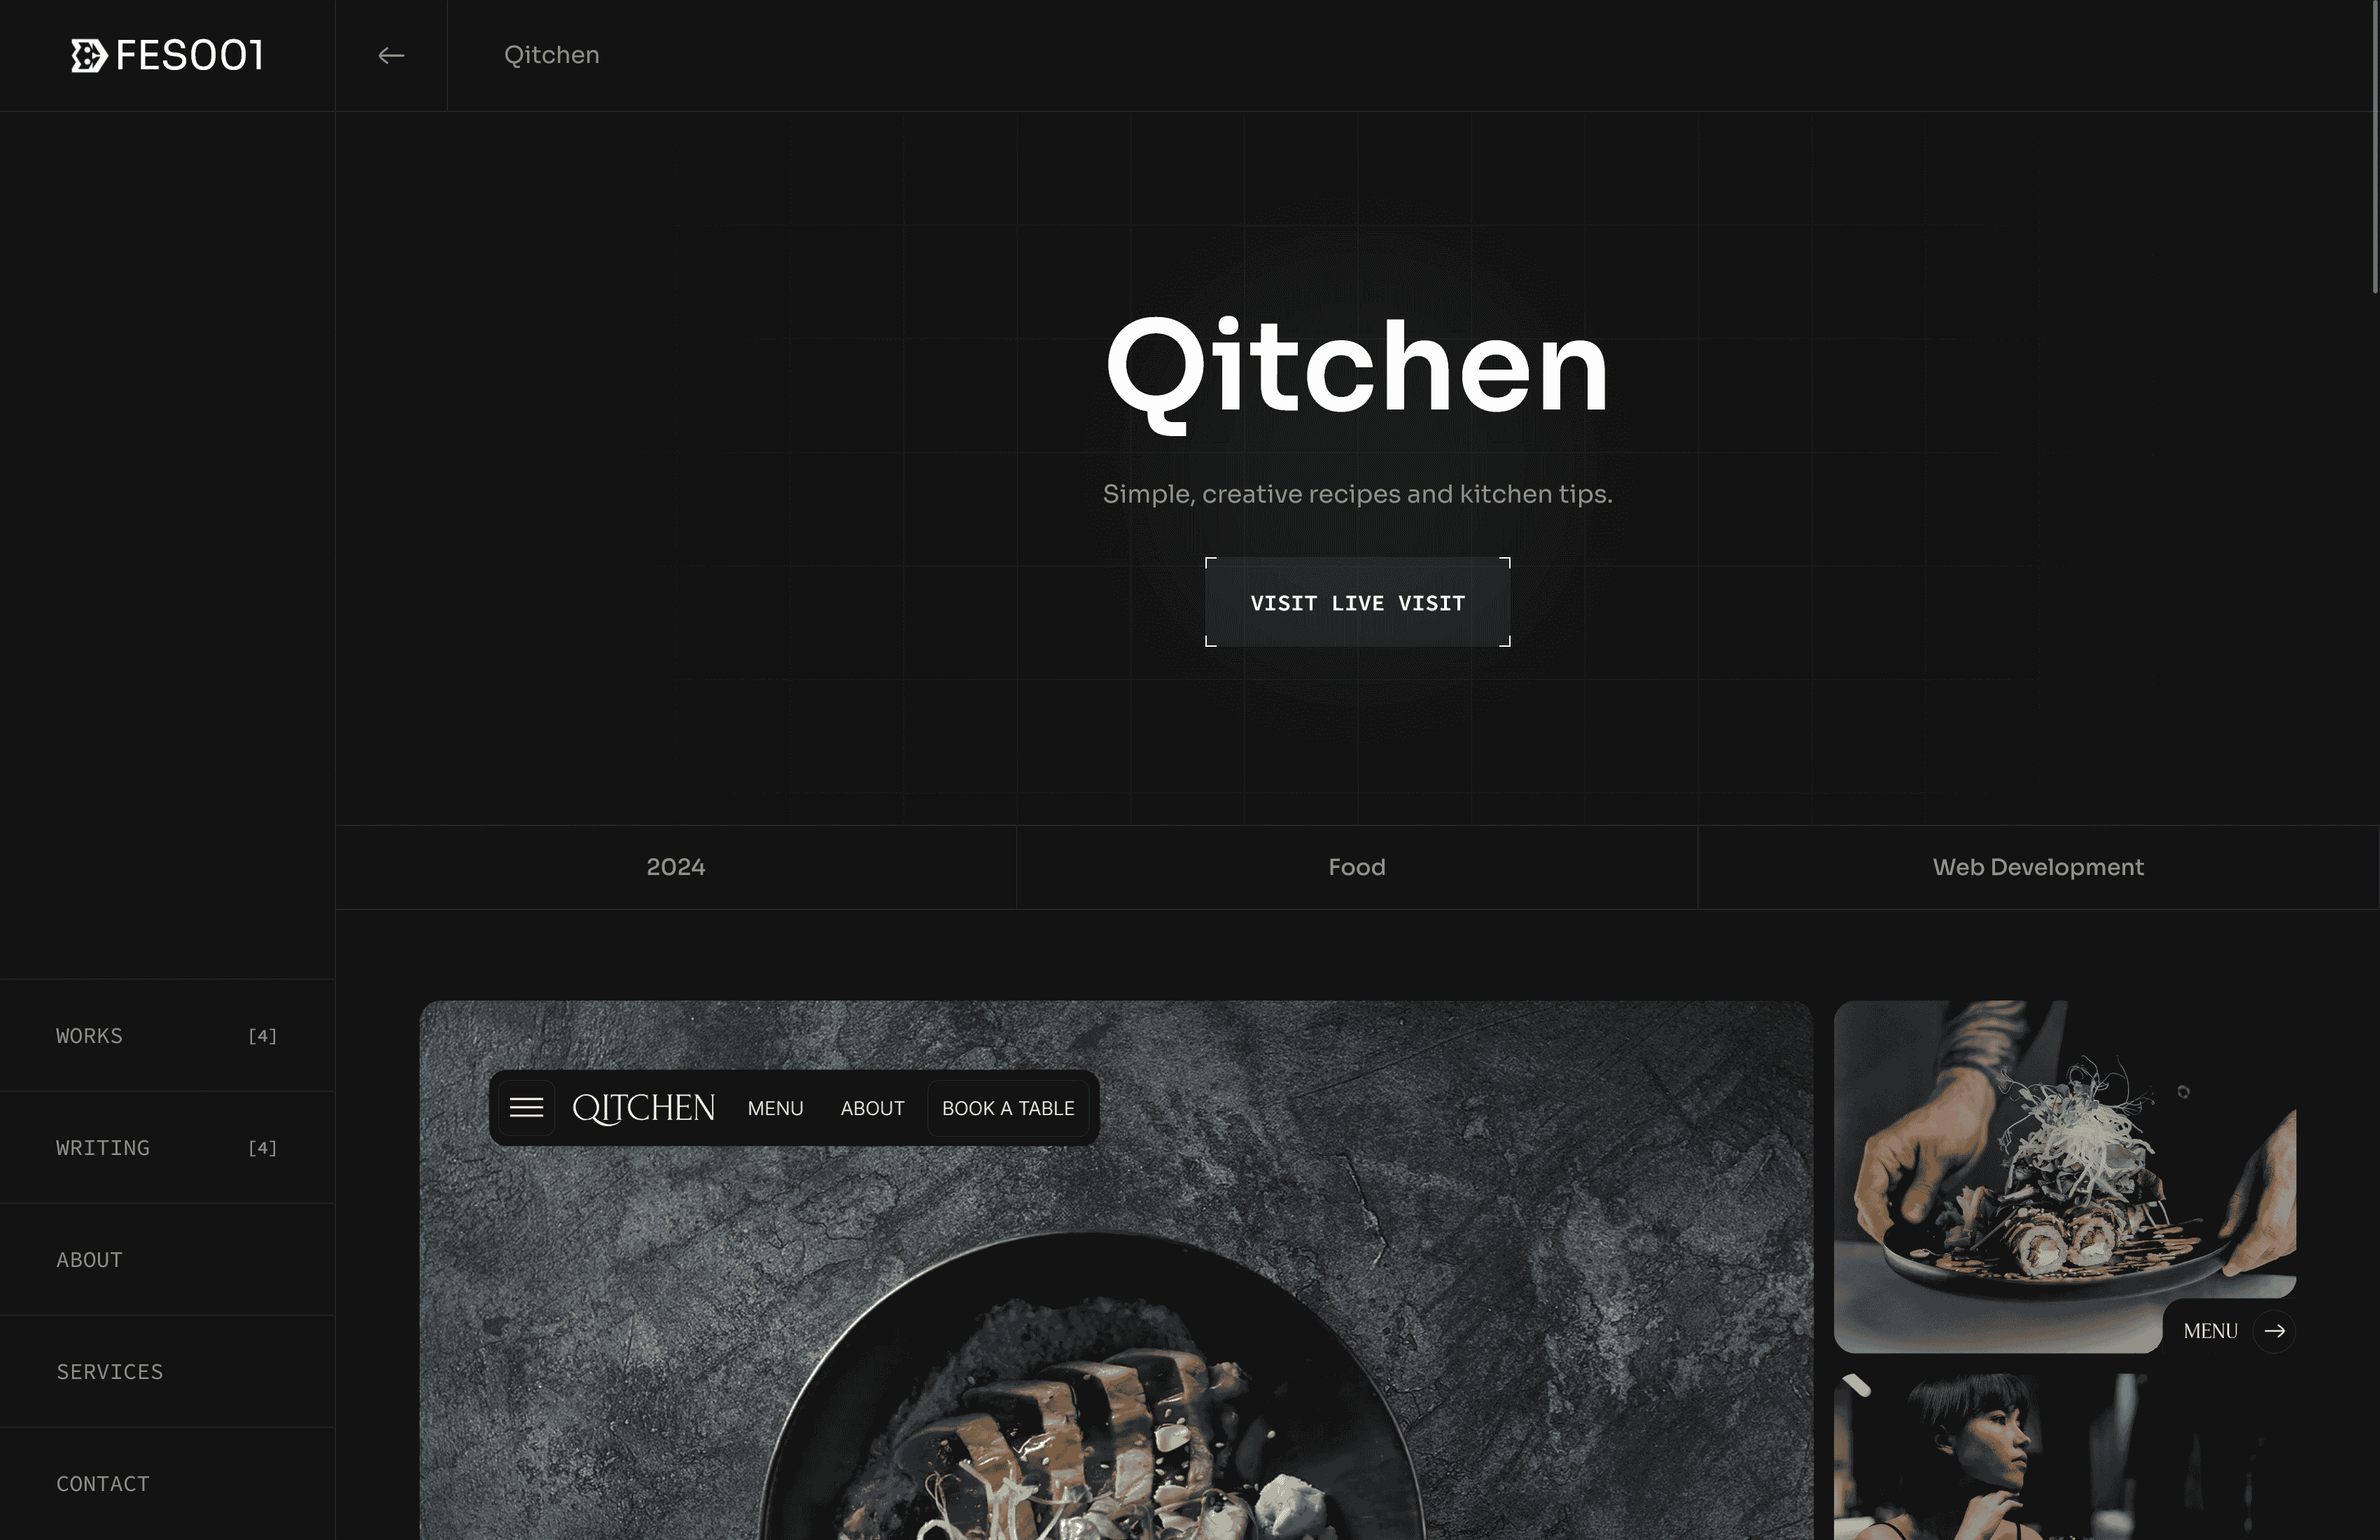 FES001
Qitchen
Qitchen
Simple, creative recipes and kitchen tips.
VISIT LIVE VISIT
2024
Food
Web Development
WORKS [4]
WRITING [4]
ABOUT
SERVICES
CONTACT
QITCHEN MENU ABOUT BOOK A TABLE
MENU